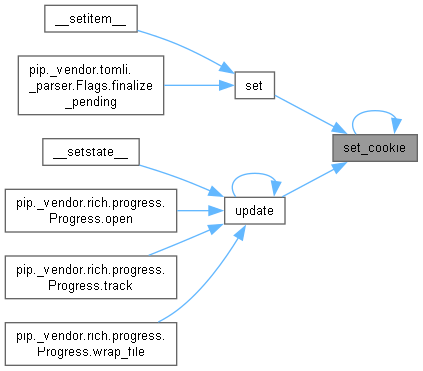 __setitem__
pip._vendor.tomli.
_parser.Flags.finalize
_pending
set
set_cookie
__setstate__
update
pip._vendor.rich.progress.
Progress.open
pip._vendor.rich.progress.
Progress.track
pip._vendor.rich.progress.
Progress.wrap_file